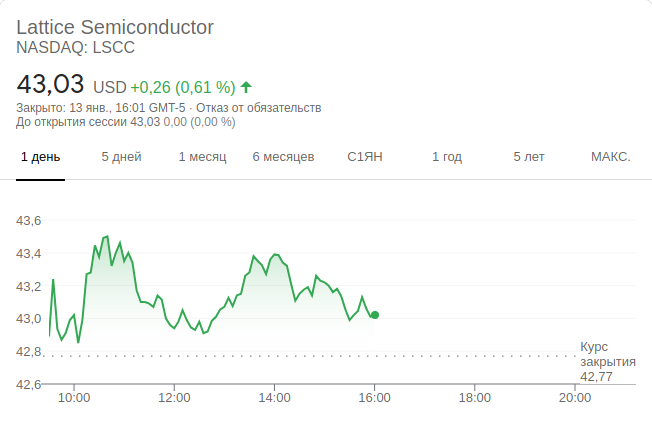 Lattice Semiconductor
NASDAQ: LSCC
43,03 USD +0,26 (0,61 %)
Закрыто: 13 янв., 16:01 GMT-5 · Отказ от обязательств
До открытия сессии 43,03 0,00 (0,00 %)
1 день 5 дней 1 месяц 6 месяцев С1ЯН 1 год 5 лет МАКС.
43,6
43,4
43,2
43,0
42,8
42,6
Курс
закрытия
42,77
10:00 12:00 14:00 16:00 18:00 20:00